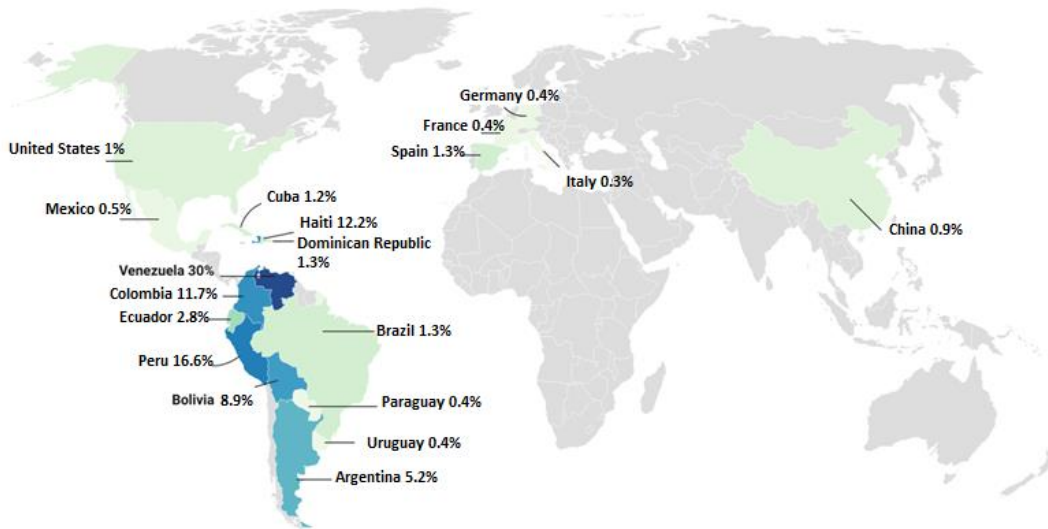 Germany 0.4%
France 0.4%
United States 1%
Spain 1.3%
Italy 0.3%
Cuba 1.2%
Mexico 0.5%
Haiti 12.2%
China 0.9%
Dominican Republic
1.3%
Venezuela 30%
Colombia 11.7%
Ecuador 2.8%
Brazil 1.3%
Peru 16.6%
Bolivia 8.9%
Paraguay 0.4%
Uruguay 0.4%
Argentina 5.2%